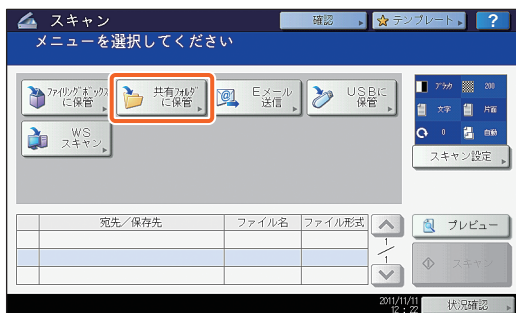 スキャン
確認
テンプレート
?
メニューを選択してください
ファイリングボックス
に保管
共有フォルダ
に保管
Eメール
送信
USBに
保管
WS
スキャン
ブラック
200
文字
片面
0
自動
スキャン設定
宛先／保存先
ファイル名
ファイル形式
プレビュー
1
1
スキャン
2011/11/11
12:22
状況確認